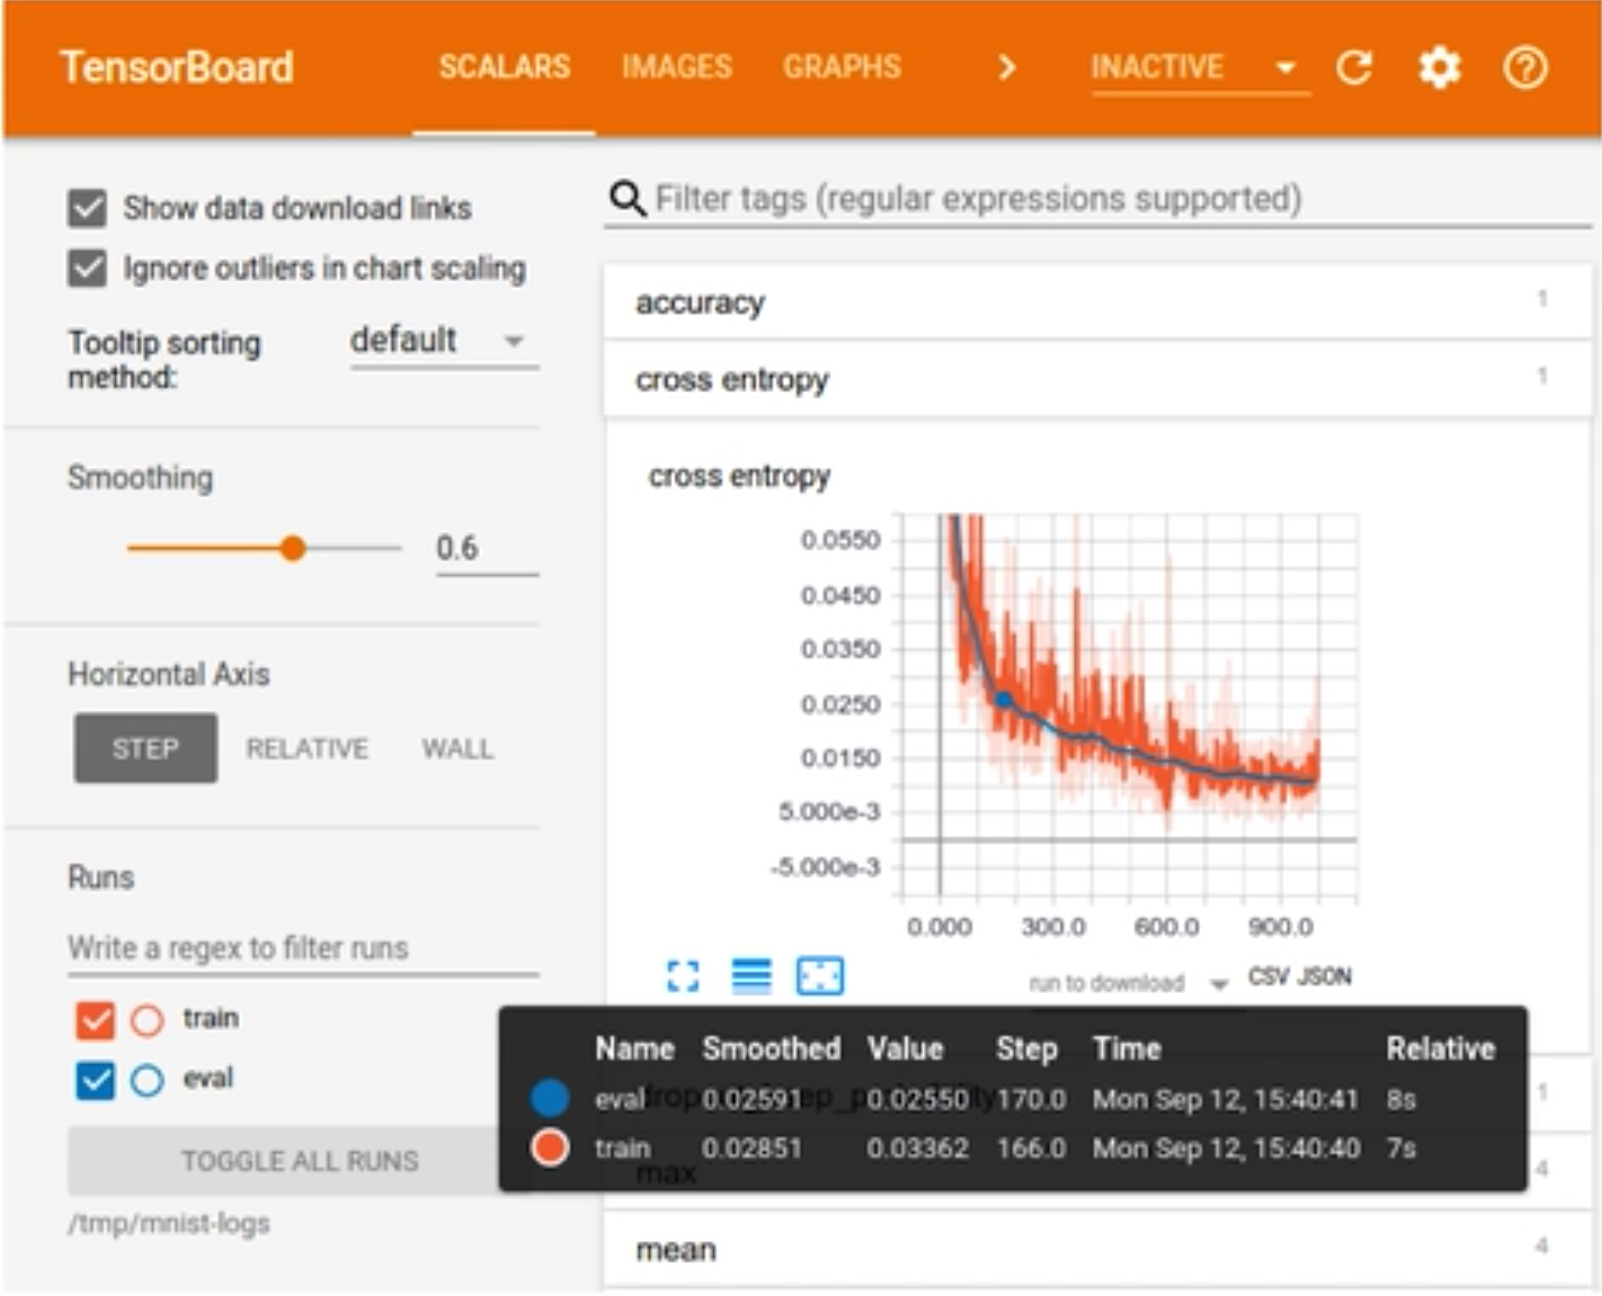 TensorBoard SCALARS IMAGES GRAPHS INACTIVE
Show data download links
Ignore outliers in chart scaling
Tooltip sorting method: default
Smoothing
0.6
Horizontal Axis
STEP RELATIVE WALL
Runs
Write a regex to filter runs
train
eval
TOGGLE ALL RUNS
/tmp/mnist-logs
Filter tags (regular expressions supported)
accuracy 1
cross entropy 1
cross entropy
0.0550
0.0450
0.0350
0.0250
0.0150
5.000e-3
-5.000e-3
0.000 300.0 600.0 900.0
run to download CSV JSON
Name Smoothed Value Step Time Relative
eval 0.02591 0.02550 170.0 Mon Sep 12, 15:40:41 8s
train 0.02851 0.03362 166.0 Mon Sep 12, 15:40:40 7s
1
max 4
mean 4